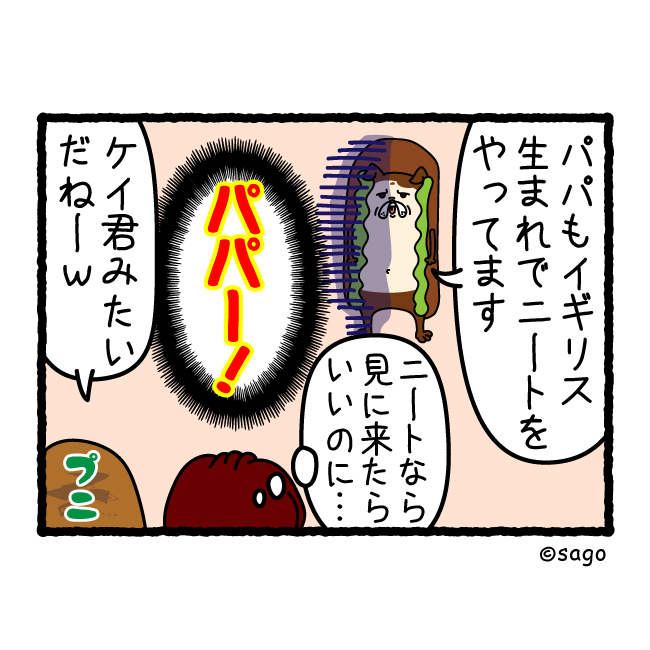 パパもイギリス
生まれでニートを
やってます
パパー!
ニートなら
見に来たら
いいのに…
ケイ君みたい
だねーw
プニ
©sago